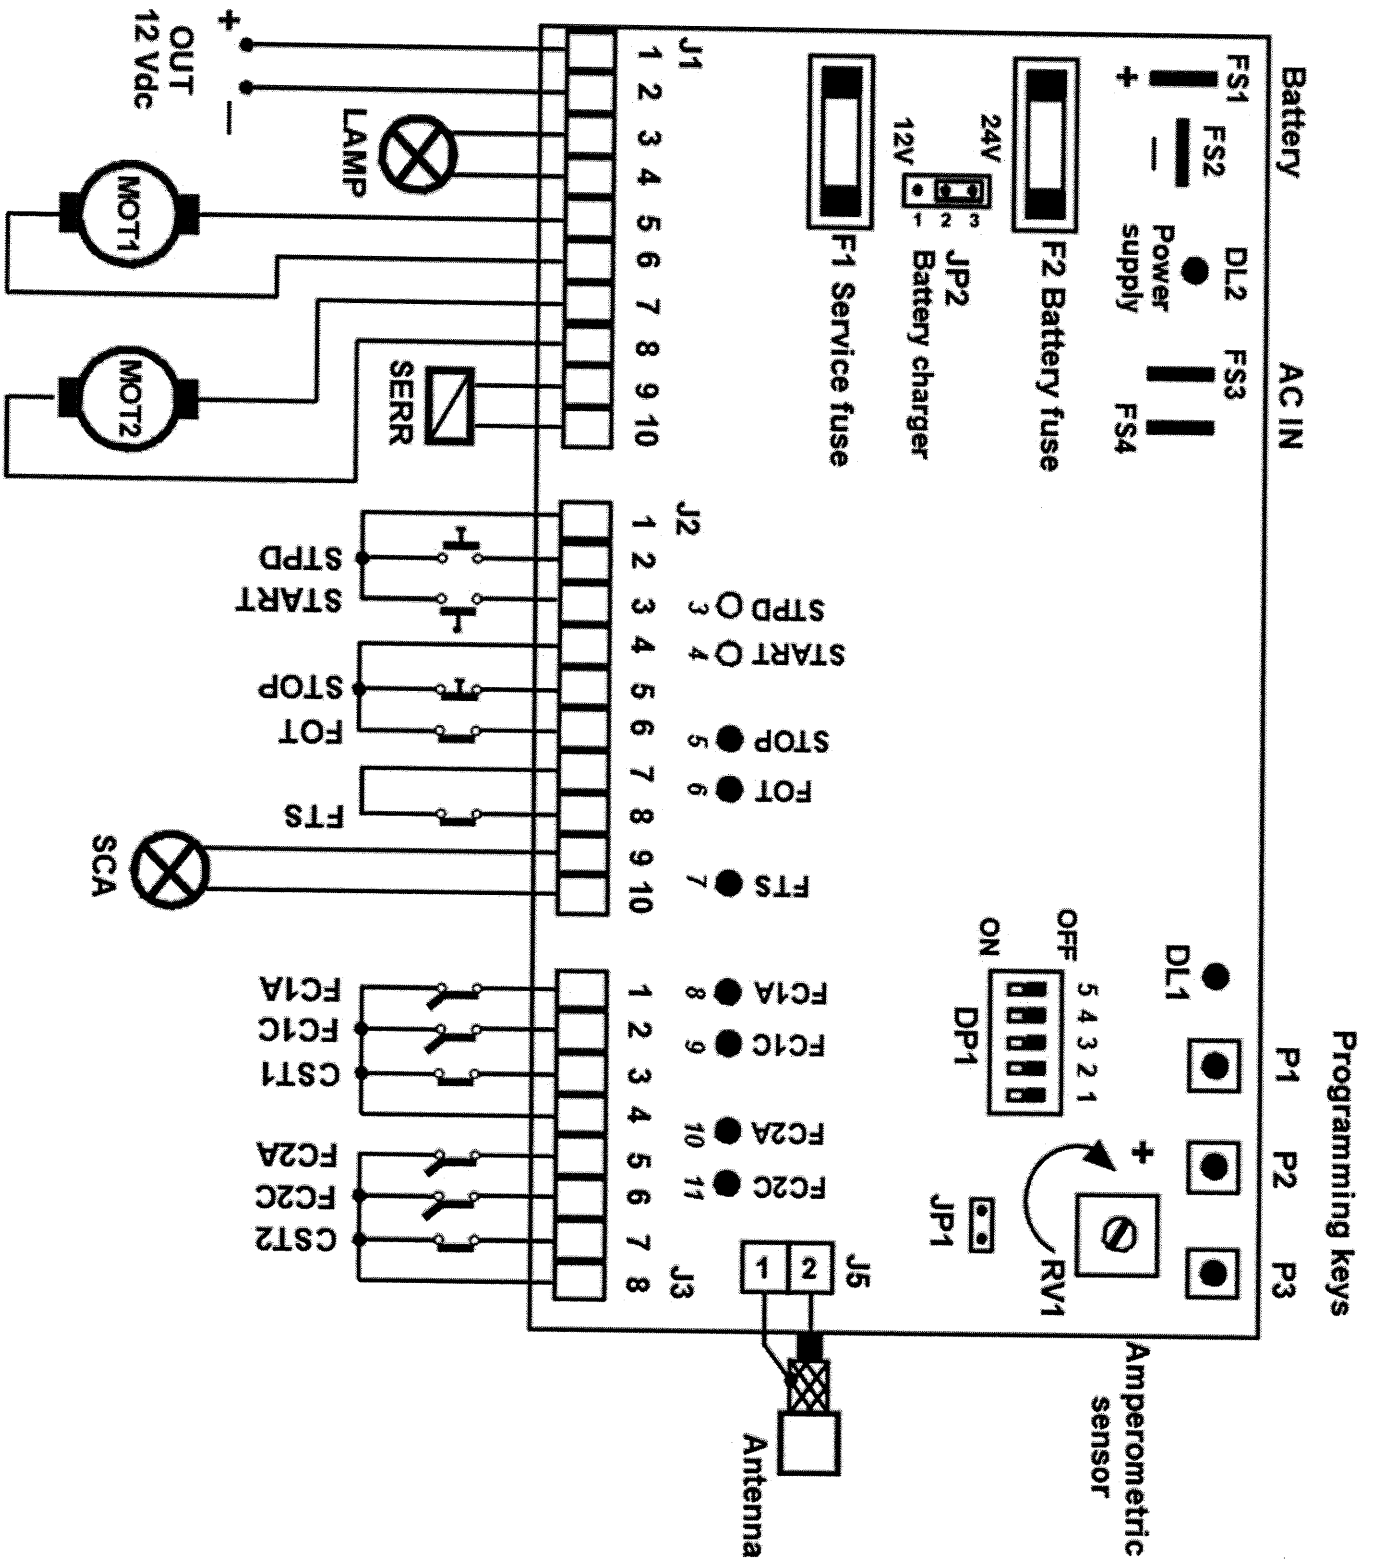 Battery
AC IN
Programming keys
FS1
+
FS2
—
DL2
Power
supply
FS3
FS4
DL1
P1
P2
P3
F2 Battery fuse
24V
12V
1 2 3
JP2
Battery charger
F1 Service fuse
OFF
ON
5 4 3 2 1
DP1
+
RV1
JP1
Amperometric
sensor
J5
1 2
Antenna
STPD
3
START
4
STOP
5
FOT
6
FTS
7
FC1A
8
FC1C
9
FC2A
10
FC2C
11
J1
1 2 3 4 5 6 7 8 9 10
J2
1 2 3 4 5 6 7 8 9 10
J3
1 2 3 4 5 6 7 8
+ —
OUT
12 Vdc
LAMP
MOT1
MOT2
SERR
STPD
START
STOP
FOT
FTS
SCA
FC1A
FC1C
CST1
FC2A
FC2C
CST2